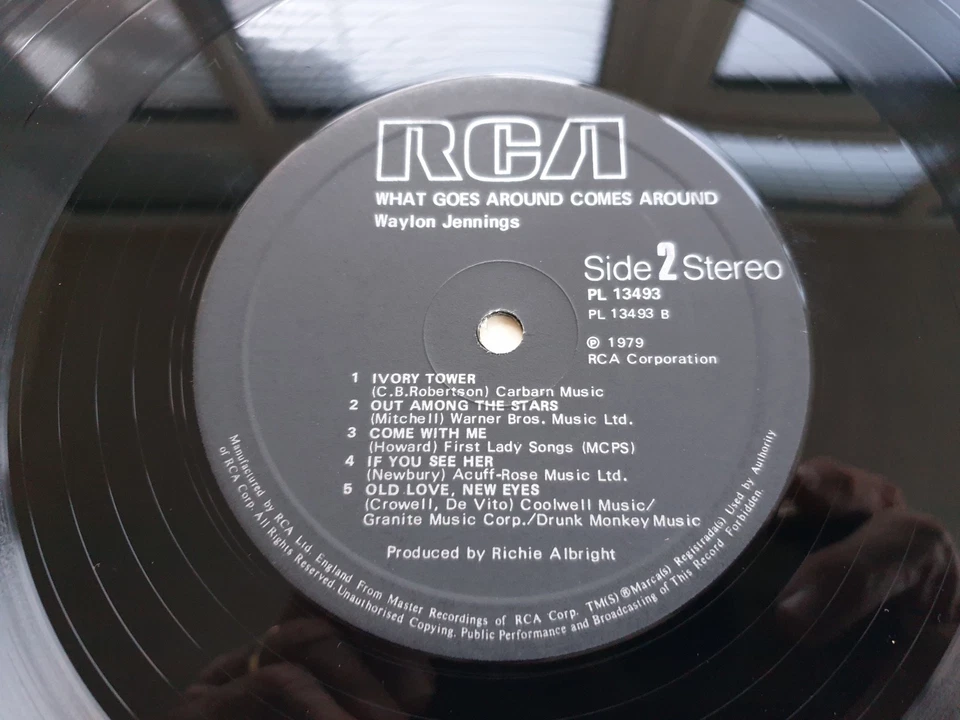 RCA
WHAT GOES AROUND COMES AROUND
Waylon Jennings
Side 2 Stereo
PL 13493
PL 13493 B
℗ 1979
RCA Corporation
1 IVORY TOWER
(C.B.Robertson) Carbarn Music
2 OUT AMONG THE STARS
(Mitchell) Warner Bros. Music Ltd.
3 COME WITH ME
(Howard) First Lady Songs (MCPS)
4 IF YOU SEE HER
(Newbury) Acuff-Rose Music Ltd.
5 OLD LOVE, NEW EYES
(Crowell, De Vito) Coolwell Music/
Granite Music Corp./Drunk Monkey Music
Produced by Richie Albright
Manufactured by RCA Ltd. England From Master Recordings of RCA Corp. TM(S) ® Marca(s) Registrada(s) Used by Authority
of RCA Corp. All Rights Reserved. Unauthorised Copying, Public Performance and Broadcasting of This Record Forbidden.